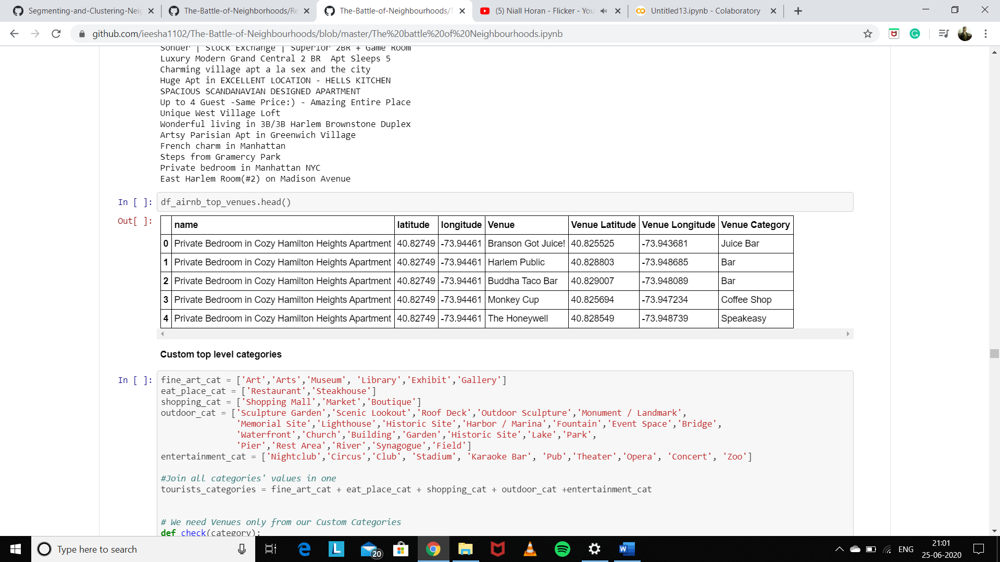 Segmenting-and-Clustering-Neig
The-Battle-of-Neighborhoods/Re
The-Battle-of-Neighbourhoods/T
(5) Niall Horan - Flicker - You
Untitled13.ipynb - Colaboratory
github.com/ieesha1102/The-Battle-of-Neighbourhoods/blob/master/The%20battle%20of%20Neighbourhoods.ipynb
Sonder | Stock Exchange | Superior 2BR + Game Room
Luxury Modern Grand Central 2 BR  Apt Sleeps 5
Charming village apt a la sex and the city
Huge Apt in EXCELLENT LOCATION - HELLS KITCHEN
SPACIOUS SCANDANAVIAN DESIGNED APARTMENT
Up to 4 Guest -Same Price:) - Amazing Entire Place
Unique West Village Loft
Wonderful living in 3B/3B Harlem Brownstone Duplex
Artsy Parisian Apt in Greenwich Village
French charm in Manhattan
Steps from Gramercy Park
Private bedroom in Manhattan NYC
East Harlem Room(#2) on Madison Avenue
In [ ]: df_airnb_top_venues.head()
Out[ ]:
name latitude longitude Venue Venue Latitude Venue Longitude Venue Category
0 Private Bedroom in Cozy Hamilton Heights Apartment 40.82749 -73.94461 Branson Got Juice! 40.825525 -73.943681 Juice Bar
1 Private Bedroom in Cozy Hamilton Heights Apartment 40.82749 -73.94461 Harlem Public 40.828803 -73.948685 Bar
2 Private Bedroom in Cozy Hamilton Heights Apartment 40.82749 -73.94461 Buddha Taco Bar 40.829007 -73.948089 Bar
3 Private Bedroom in Cozy Hamilton Heights Apartment 40.82749 -73.94461 Monkey Cup 40.825694 -73.947234 Coffee Shop
4 Private Bedroom in Cozy Hamilton Heights Apartment 40.82749 -73.94461 The Honeywell 40.828549 -73.948739 Speakeasy
Custom top level categories
In [ ]: fine_art_cat = ['Art','Arts','Museum', 'Library','Exhibit','Gallery']
eat_place_cat = ['Restaurant','Steakhouse']
shopping_cat = ['Shopping Mall','Market','Boutique']
outdoor_cat = ['Sculpture Garden','Scenic Lookout','Roof Deck','Outdoor Sculpture','Monument / Landmark',
'Memorial Site','Lighthouse','Historic Site','Harbor / Marina','Fountain','Event Space','Bridge',
'Waterfront','Church','Building','Garden','Historic Site','Lake','Park',
'Pier','Rest Area','River','Synagogue','Field']
entertainment_cat = ['Nightclub','Circus','Club', 'Stadium', 'Karaoke Bar', 'Pub','Theater','Opera', 'Concert', 'Zoo']
#Join all categories' values in one
tourists_categories = fine_art_cat + eat_place_cat + shopping_cat + outdoor_cat +entertainment_cat
# We need Venues only from our Custom Categories
def check(category):
Type here to search
L
20
W
ENG
21:01
25-06-2020